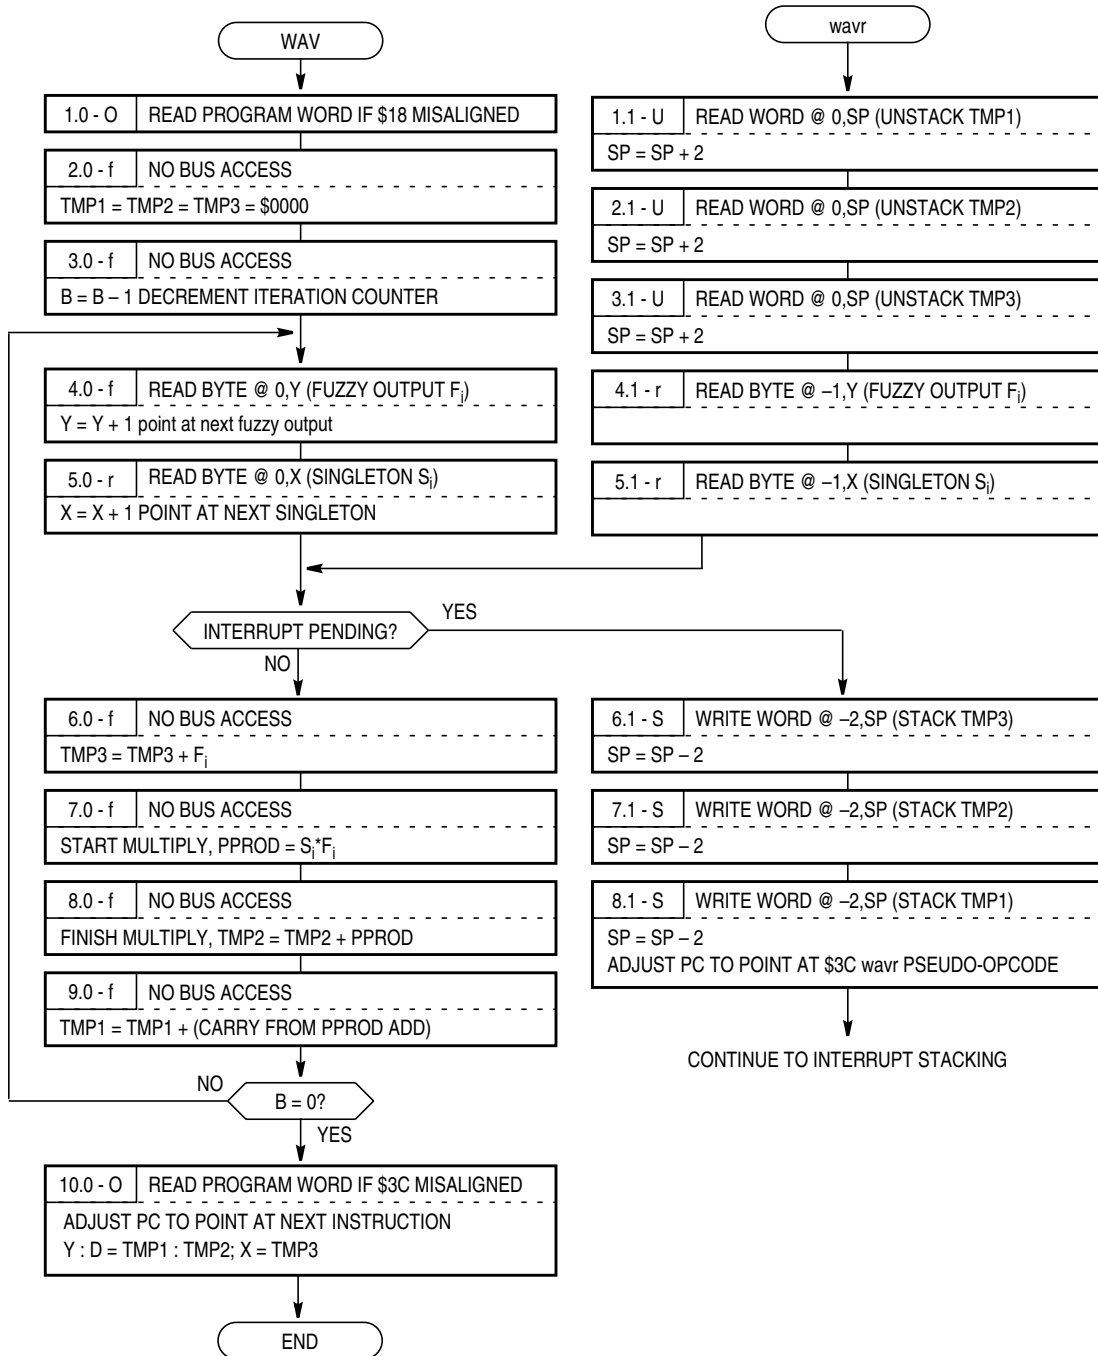 WAV
1.0 - O READ PROGRAM WORD IF $18 MISALIGNED
2.0 - f NO BUS ACCESS
TMP1 = TMP2 = TMP3 = $0000
3.0 - f NO BUS ACCESS
B = B – 1 DECREMENT ITERATION COUNTER
4.0 - f READ BYTE @ 0,Y (FUZZY OUTPUT Fi)
Y = Y + 1 point at next fuzzy output
5.0 - r READ BYTE @ 0,X (SINGLETON Si)
X = X + 1 POINT AT NEXT SINGLETON
wavr
1.1 - U READ WORD @ 0,SP (UNSTACK TMP1)
SP = SP + 2
2.1 - U READ WORD @ 0,SP (UNSTACK TMP2)
SP = SP + 2
3.1 - U READ WORD @ 0,SP (UNSTACK TMP3)
SP = SP + 2
4.1 - r READ BYTE @ –1,Y (FUZZY OUTPUT Fi)
5.1 - r READ BYTE @ –1,X (SINGLETON Si)
INTERRUPT PENDING?
YES
NO
6.0 - f NO BUS ACCESS
TMP3 = TMP3 + Fi
7.0 - f NO BUS ACCESS
START MULTIPLY, PPROD = Si*Fi
8.0 - f NO BUS ACCESS
FINISH MULTIPLY, TMP2 = TMP2 + PPROD
9.0 - f NO BUS ACCESS
TMP1 = TMP1 + (CARRY FROM PPROD ADD)
6.1 - S WRITE WORD @ –2,SP (STACK TMP3)
SP = SP – 2
7.1 - S WRITE WORD @ –2,SP (STACK TMP2)
SP = SP – 2
8.1 - S WRITE WORD @ –2,SP (STACK TMP1)
SP = SP – 2
ADJUST PC TO POINT AT $3C wavr PSEUDO-OPCODE
CONTINUE TO INTERRUPT STACKING
NO
B = 0?
YES
10.0 - O READ PROGRAM WORD IF $3C MISALIGNED
ADJUST PC TO POINT AT NEXT INSTRUCTION
Y : D = TMP1 : TMP2; X = TMP3
END